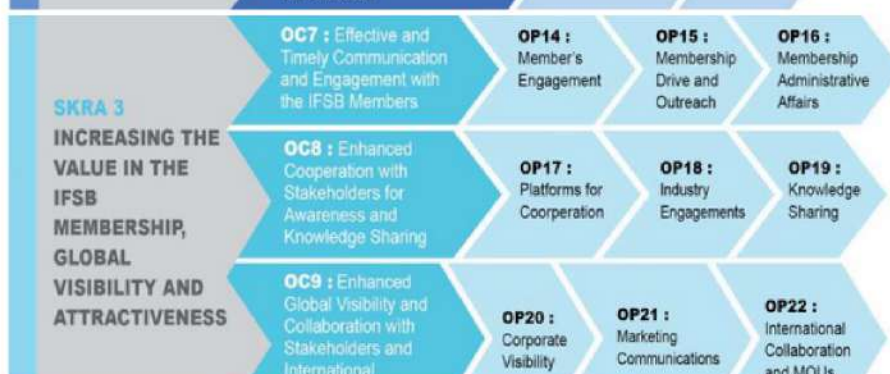 SKRA 3
INCREASING THE
VALUE IN THE
IFSB
MEMBERSHIP,
GLOBAL
VISIBILITY AND
ATTRACTIVENESS
OC7 : Effective and
Timely Communication
and Engagement with
the IFSB Members
OP14 :
Member's
Engagement
OP15 :
Membership
Drive and
Outreach
OP16 :
Membership
Administrative
Affairs
OC8 : Enhanced
Cooperation with
Stakeholders for
Awareness and
Knowledge Sharing
OP17 :
Platforms for
Coorperation
OP18 :
Industry
Engagements
OP19 :
Knowledge
Sharing
OC9 : Enhanced
Global Visibility and
Collaboration with
Stakeholders and
International
OP20 :
Corporate
Visibility
OP21 :
Marketing
Communications
OP22 :
International
Collaboration
and MOUs